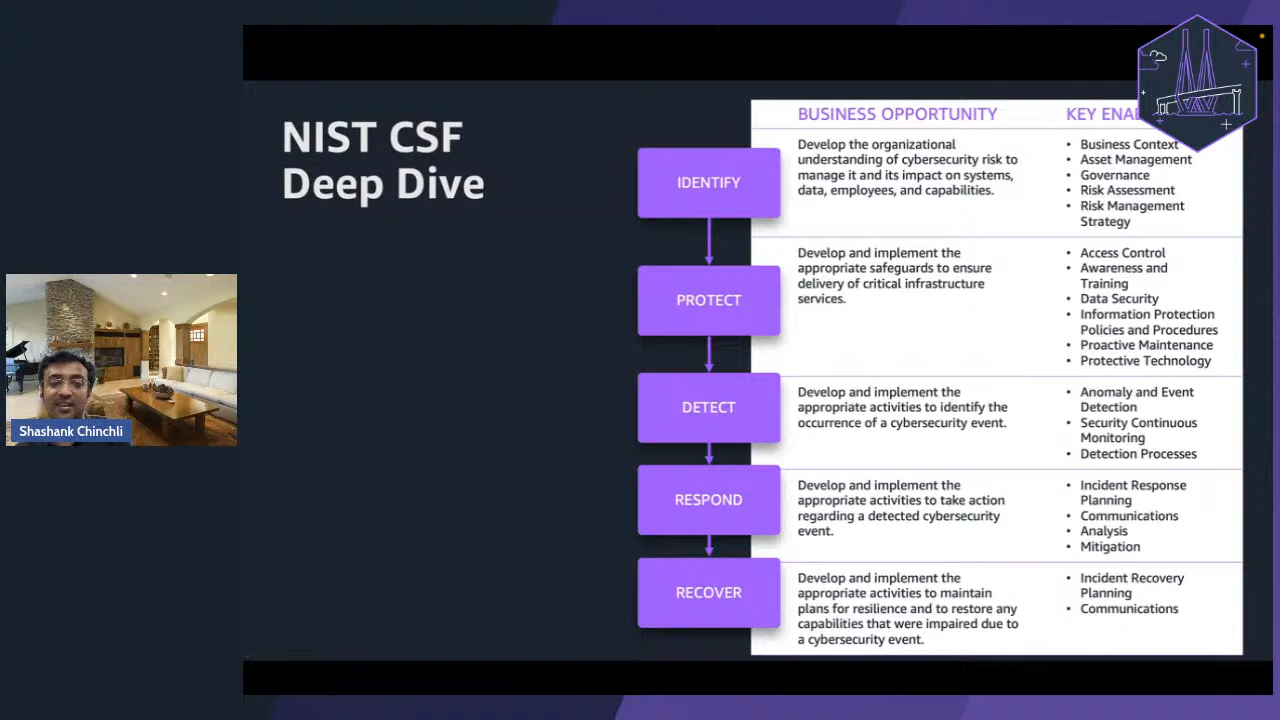 NIST CSF
Deep Dive
BUSINESS OPPORTUNITY
KEY
IDENTIFY
Develop the organizational
understanding of cybersecurity risk to
manage it and its impact on systems,
data, employees, and capabilities.
• Business Context
• Asset Management
• Governance
• Risk Assessment
• Risk Management
Strategy
PROTECT
Develop and implement the
appropriate safeguards to ensure
delivery of critical infrastructure
services.
• Access Control
• Awareness and
Training
• Data Security
• Information Protection
Policies and Procedures
• Proactive Maintenance
• Protective Technology
DETECT
Develop and implement the
appropriate activities to identify the
occurrence of a cybersecurity event.
• Anomaly and Event
Detection
• Security Continuous
Monitoring
• Detection Processes
RESPOND
Develop and implement the
appropriate activities to take action
regarding a detected cybersecurity
event.
• Incident Response
Planning
• Communications
• Analysis
• Mitigation
RECOVER
Develop and implement the
appropriate activities to maintain
plans for resilience and to restore any
capabilities that were impaired due to
a cybersecurity event.
• Incident Recovery
Planning
• Communications
Shashank Chinchli